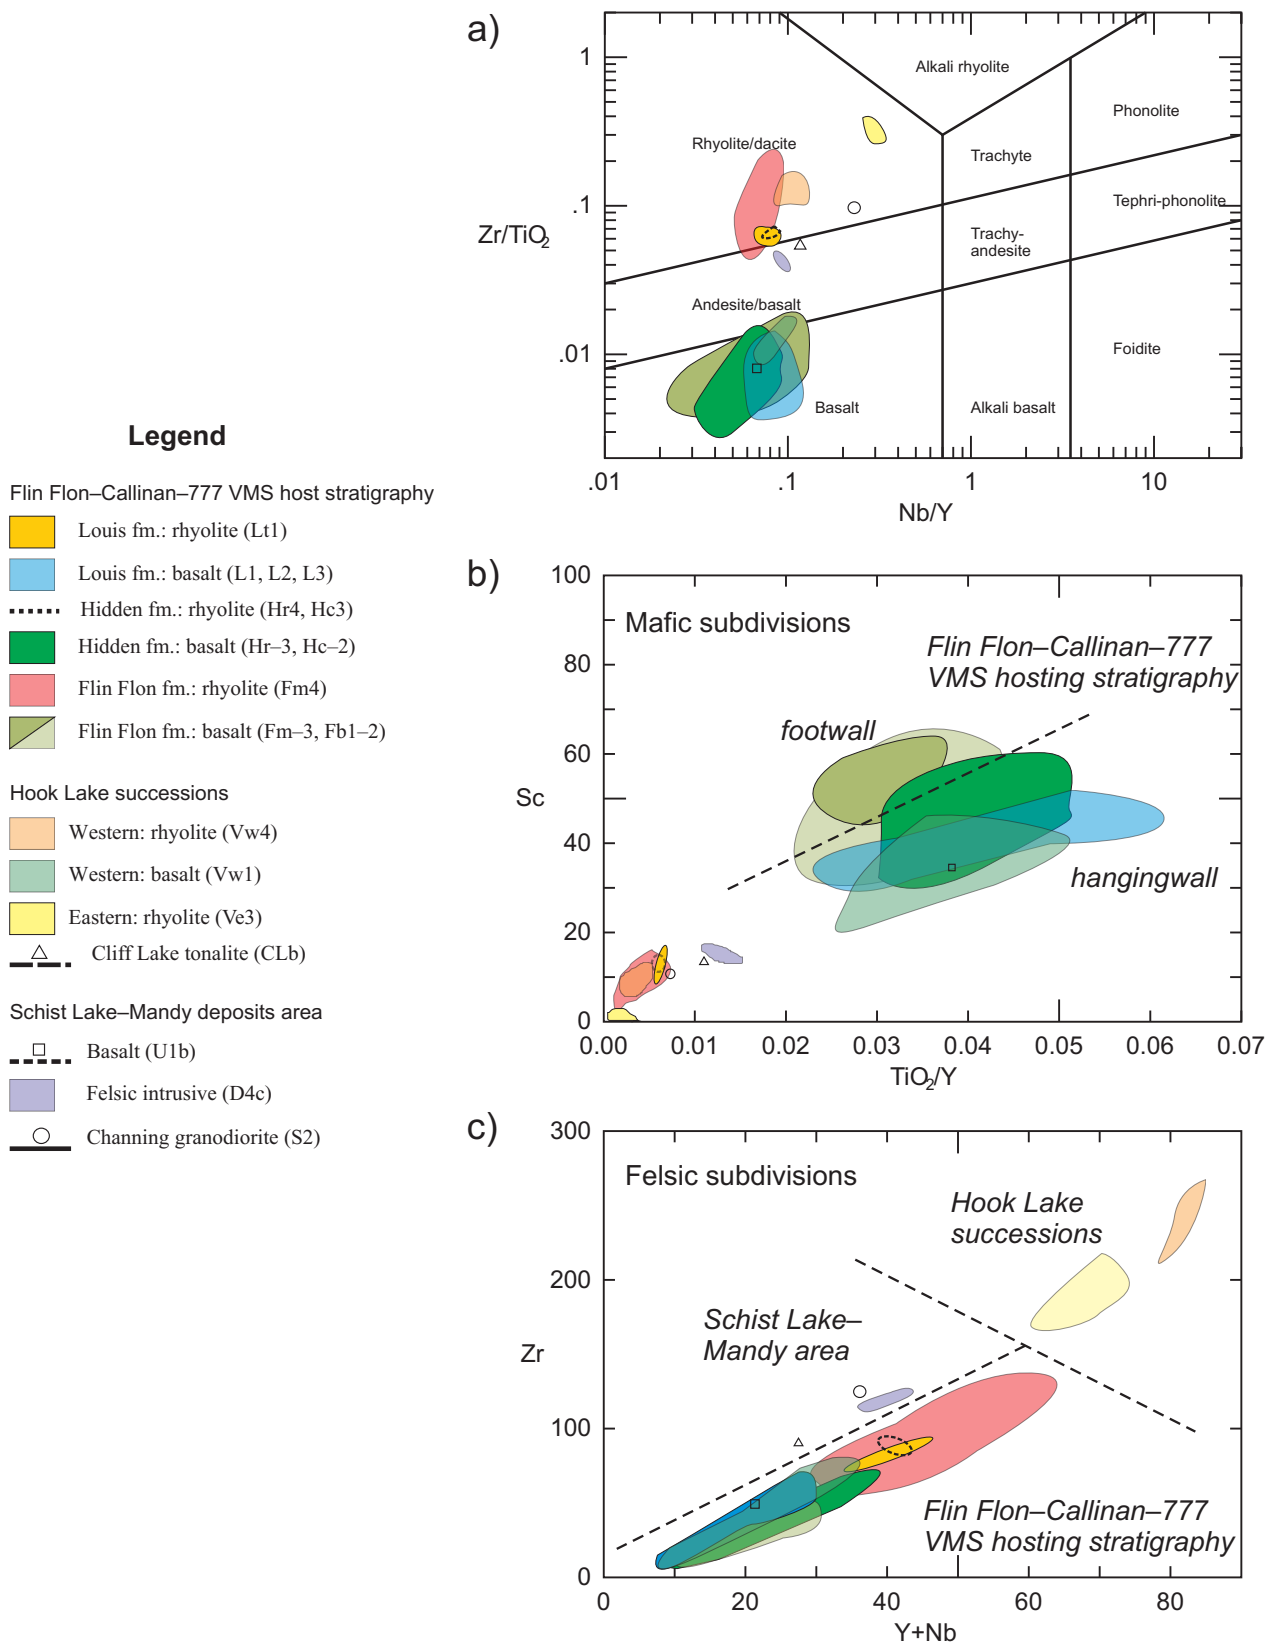 a)
1
.1
.01
Zr/TiO2
Alkali rhyolite
Phonolite
Rhyolite/dacite
Trachyte
Tephri-phonolite
Trachy-
andesite
Andesite/basalt
Foidite
Basalt
Alkali basalt
.01
.1
1
10
Nb/Y
Legend
Flin Flon–Callinan–777 VMS host stratigraphy
Louis fm.: rhyolite (Lt1)
Louis fm.: basalt (L1, L2, L3)
Hidden fm.: rhyolite (Hr4, Hc3)
Hidden fm.: basalt (Hr–3, Hc–2)
Flin Flon fm.: rhyolite (Fm4)
Flin Flon fm.: basalt (Fm–3, Fb1–2)
Hook Lake successions
Western: rhyolite (Vw4)
Western: basalt (Vw1)
Eastern: rhyolite (Ve3)
Cliff Lake tonalite (CLb)
Schist Lake–Mandy deposits area
Basalt (U1b)
Felsic intrusive (D4c)
Channing granodiorite (S2)
b)
100
80
60
40
20
0
Sc
Mafic subdivisions
Flin Flon–Callinan–777
VMS hosting stratigraphy
footwall
hangingwall
0.00
0.01
0.02
0.03
0.04
0.05
0.06
0.07
TiO2/Y
c)
300
200
100
0
Zr
Felsic subdivisions
Hook Lake
successions
Schist Lake–
Mandy area
Flin Flon–Callinan–777
VMS hosting stratigraphy
0
20
40
60
80
Y+Nb